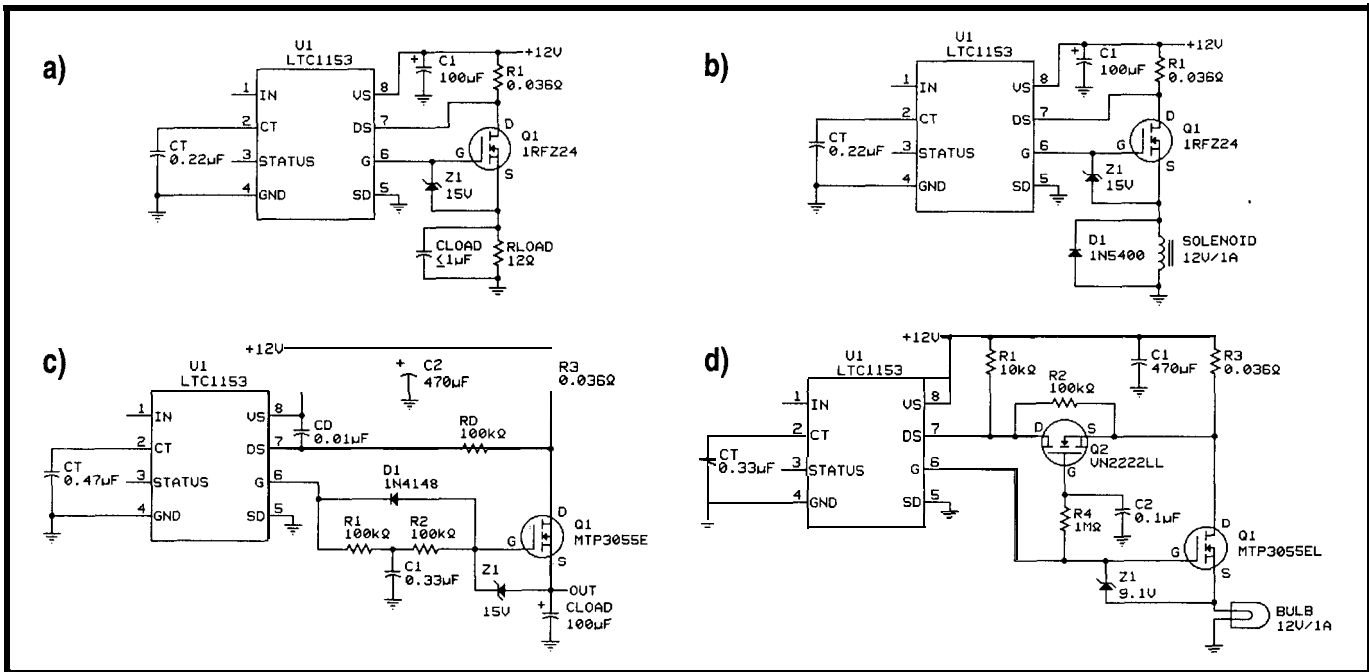 a)
U1
LTC1153
1 IN
2 CT
3 STATUS
4 GND
VS 8
DS 7
G 6
SD 5
CT
0.22µF
C1
100µF
+
+12V
R1
0.036Ω
D
G
S
Q1
1RFZ24
Z1
15V
CLOAD
≤1µF
RLOAD
12Ω
b)
U1
LTC1153
1 IN
2 CT
3 STATUS
4 GND
VS 8
DS 7
G 6
SD 5
CT
0.22µF
C1
100µF
+
+12V
R1
0.036Ω
D
G
S
Q1
1RFZ24
Z1
15V
D1
1N5400
SOLENOID
12V/1A
c)
+12V
U1
LTC1153
1 IN
2 CT
3 STATUS
4 GND
VS 8
DS 7
G 6
SD 5
CT
0.47µF
+
C2
470µF
R3
0.036Ω
CD
0.01µF
RD
100kΩ
D1
1N4148
R1
100kΩ
R2
100kΩ
C1
0.33µF
D
G
S
Q1
MTP3055E
Z1
15V
OUT
+
CLOAD
100µF
d)
+12V
U1
LTC1153
1 IN
2 CT
3 STATUS
4 GND
VS 8
DS 7
G 6
SD 5
CT
0.33µF
R1
10kΩ
R2
100kΩ
+
C1
470µF
R3
0.036Ω
D
S
G
Q2
VN2222LL
R4
1MΩ
C2
0.1µF
D
G
S
Q1
MTP3055EL
Z1
9.1V
BULB
12V/1A